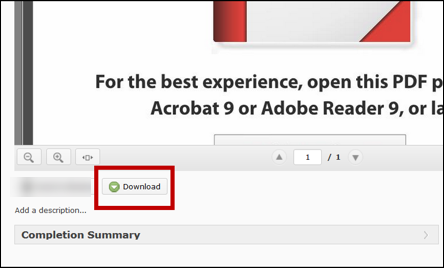 For the best experience, open this PDF p
Acrobat 9 or Adobe Reader 9, or la
1 / 1
Download
Add a description...
Completion Summary